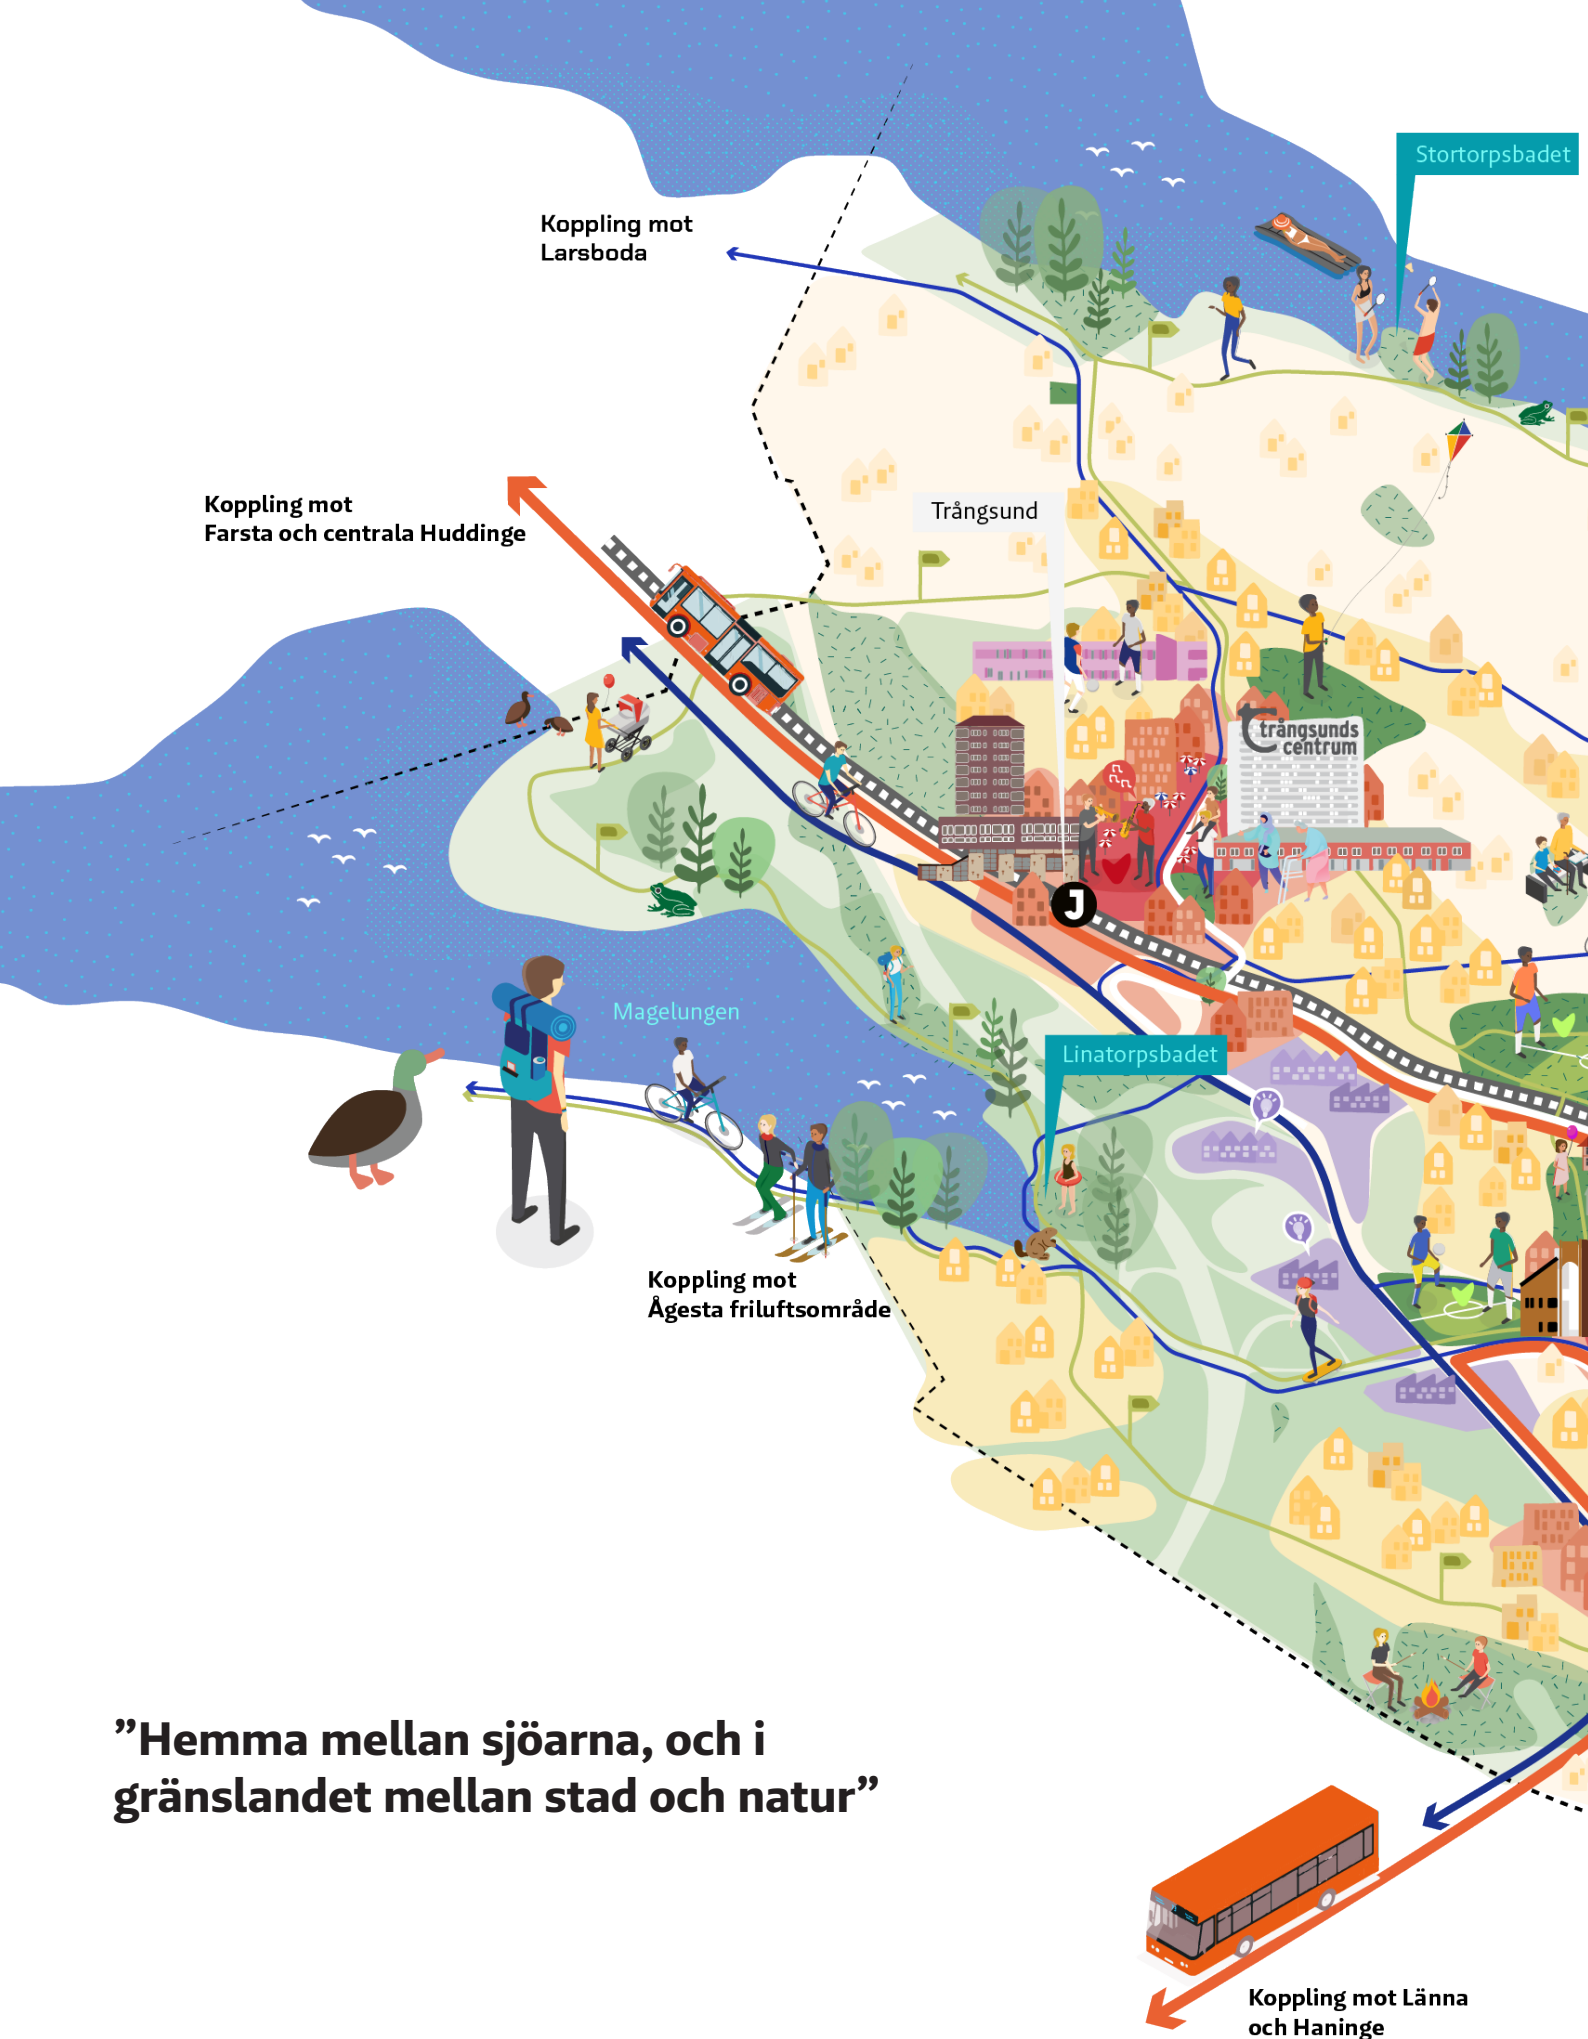 Stortorpsbadet
Koppling mot
Larsboda
Koppling mot
Farsta och centrala Huddinge
Trångsund
trångsunds
centrum
J
Magelungen
Linatorpsbadet
Koppling mot
Ågesta friluftsområde
”Hemma mellan sjöarna, och i
gränslandet mellan stad och natur”
Koppling mot Länna
och Haninge